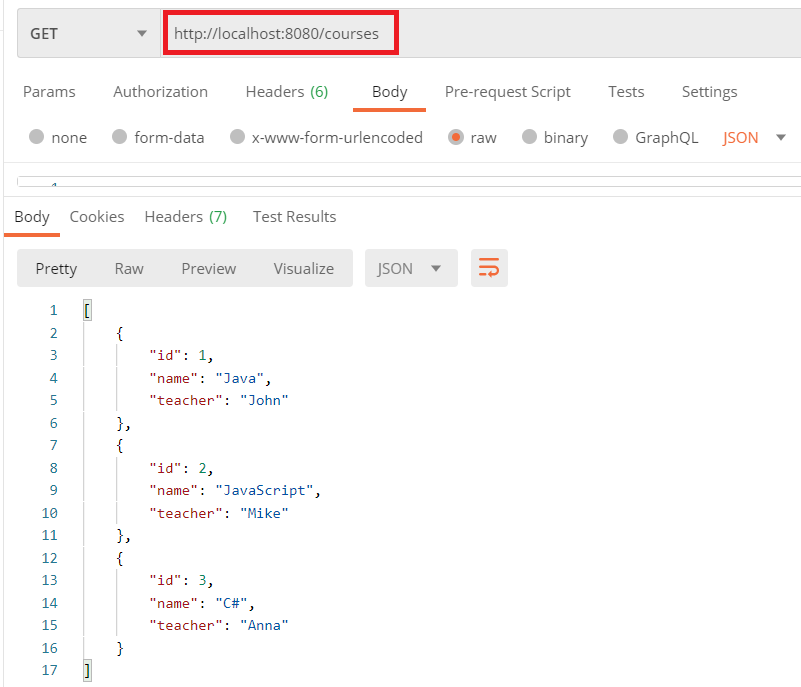 GET http://localhost:8080/courses
Params Authorization Headers (6) Body Pre-request Script Tests Settings
none form-data x-www-form-urlencoded raw binary GraphQL JSON
Body Cookies Headers (7) Test Results
Pretty Raw Preview Visualize JSON
1 [
2 {
3 "id": 1,
4 "name": "Java",
5 "teacher": "John"
6 },
7 {
8 "id": 2,
9 "name": "JavaScript",
10 "teacher": "Mike"
11 },
12 {
13 "id": 3,
14 "name": "C#",
15 "teacher": "Anna"
16 }
17 ]